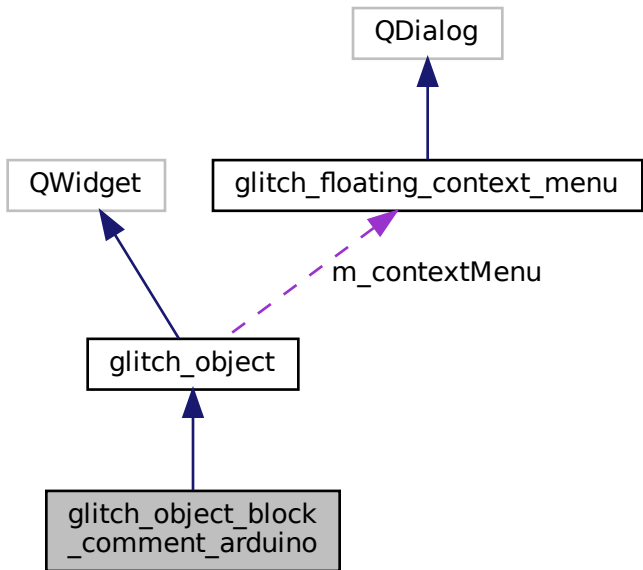 QDialog
QWidget
glitch_floating_context_menu
m_contextMenu
glitch_object
glitch_object_block
_comment_arduino